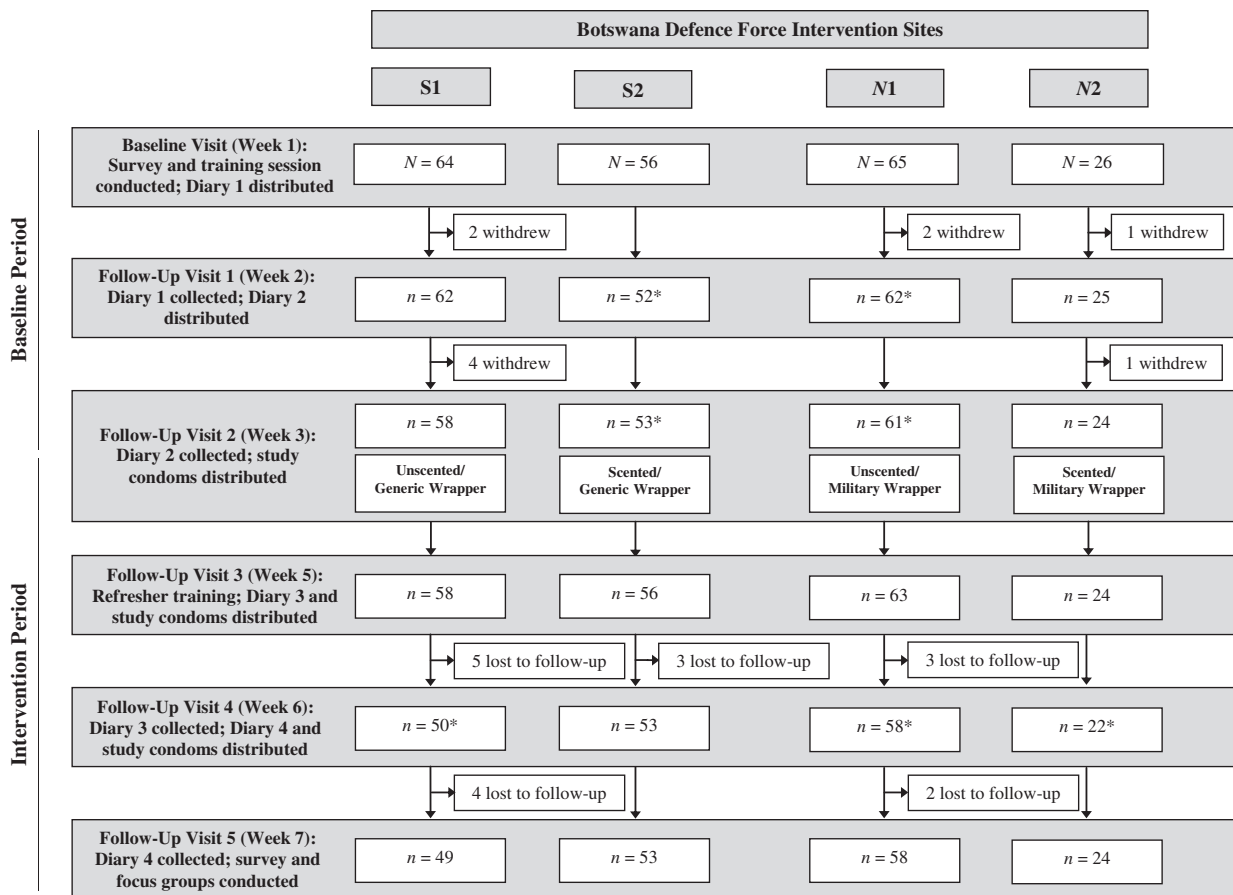 Botswana Defence Force Intervention Sites
S1
S2
N1
N2
Baseline Period
Baseline Visit (Week 1):
Survey and training session
conducted; Diary 1 distributed
N = 64
N = 56
N = 65
N = 26
2 withdrew
2 withdrew
1 withdrew
Follow-Up Visit 1 (Week 2):
Diary 1 collected; Diary 2
distributed
n = 62
n = 52*
n = 62*
n = 25
4 withdrew
1 withdrew
Follow-Up Visit 2 (Week 3):
Diary 2 collected; study
condoms distributed
n = 58
n = 53*
n = 61*
n = 24
Unscented/
Generic Wrapper
Scented/
Generic Wrapper
Unscented/
Military Wrapper
Scented/
Military Wrapper
Intervention Period
Follow-Up Visit 3 (Week 5):
Refresher training; Diary 3 and
study condoms distributed
n = 58
n = 56
n = 63
n = 24
5 lost to follow-up
3 lost to follow-up
3 lost to follow-up
Follow-Up Visit 4 (Week 6):
Diary 3 collected; Diary 4 and
study condoms distributed
n = 50*
n = 53
n = 58*
n = 22*
4 lost to follow-up
2 lost to follow-up
Follow-Up Visit 5 (Week 7):
Diary 4 collected; survey and
focus groups conducted
n = 49
n = 53
n = 58
n = 24